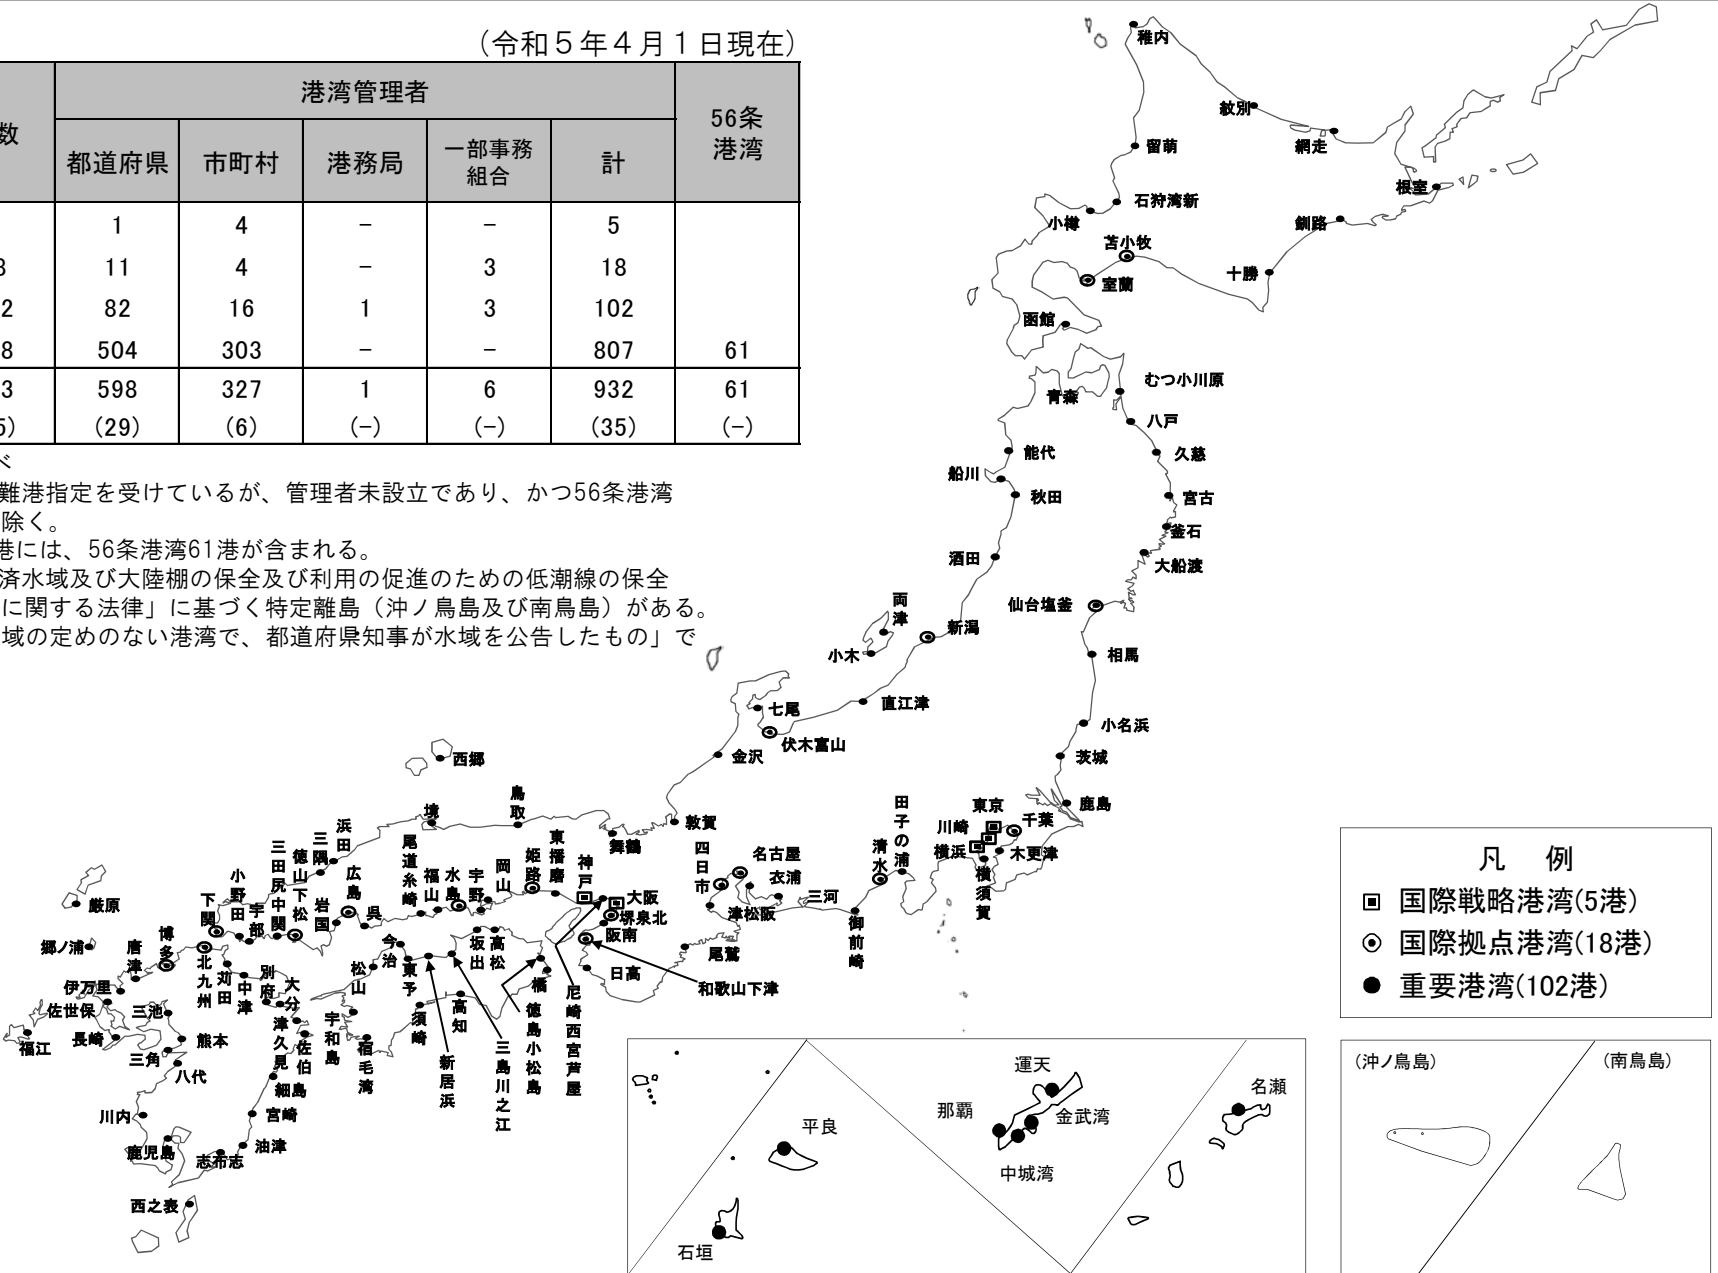 (令和５年４月１日現在)
数
港湾管理者
56条
港湾
都道府県
市町村
港務局
一部事務
組合
計
1 4 － － 5
3 11 4 － 3 18
2 82 16 1 3 102
8 504 303 － － 807 61
3 598 327 1 6 932 61
5) (29) (6) (－) (－) (35) (－)
べ
難港指定を受けているが、管理者未設立であり、かつ56条港湾
除く。
港には、56条港湾61港が含まれる。
済水域及び大陸棚の保全及び利用の促進のための低潮線の保全
に関する法律」に基づく特定離島（沖ノ鳥島及び南鳥島）がある。
域の定めのない港湾で、都道府県知事が水域を公告したもの」で
稚内
紋別
網走
留萌
根室
石狩湾新
小樽
釧路
苫小牧
十勝
室蘭
函館
むつ小川原
青森
八戸
能代
久慈
船川
秋田
宮古
釜石
酒田
大船渡
両津
仙台塩釜
新潟
小木
相馬
七尾
直江津
小名浜
伏木富山
金沢
茨城
西郷
鹿島
東京
川崎
千葉
横浜
木更津
横須賀
田子の浦
清水
御前崎
三河
衣浦
名古屋
四日市
津松阪
尾鷲
敦賀
舞鶴
鳥取
境
浜田
三隅
東播磨
姫路
神戸
大阪
堺泉北
阪南
日高
和歌山下津
尼崎西宮芦屋
岡山
宇野
水島
福山
尾道糸崎
呉
広島
岩国
徳山下松
三田尻中関
宇部
小野田
下関
坂出
高松
橘
徳島小松島
三島川之江
新居浜
東予
今治
松山
宇和島
宿毛湾
須崎
高知
北九州
苅田
中津
別府
大分
津久見
佐伯
細島
宮崎
油津
志布志
鹿児島
川内
西之表
八代
三角
熊本
三池
長崎
佐世保
伊万里
唐津
博多
郷ノ浦
厳原
福江
凡　例
国際戦略港湾(5港)
国際拠点港湾(18港)
重要港湾(102港)
平良
石垣
運天
那覇
金武湾
中城湾
名瀬
(沖ノ鳥島)
(南鳥島)